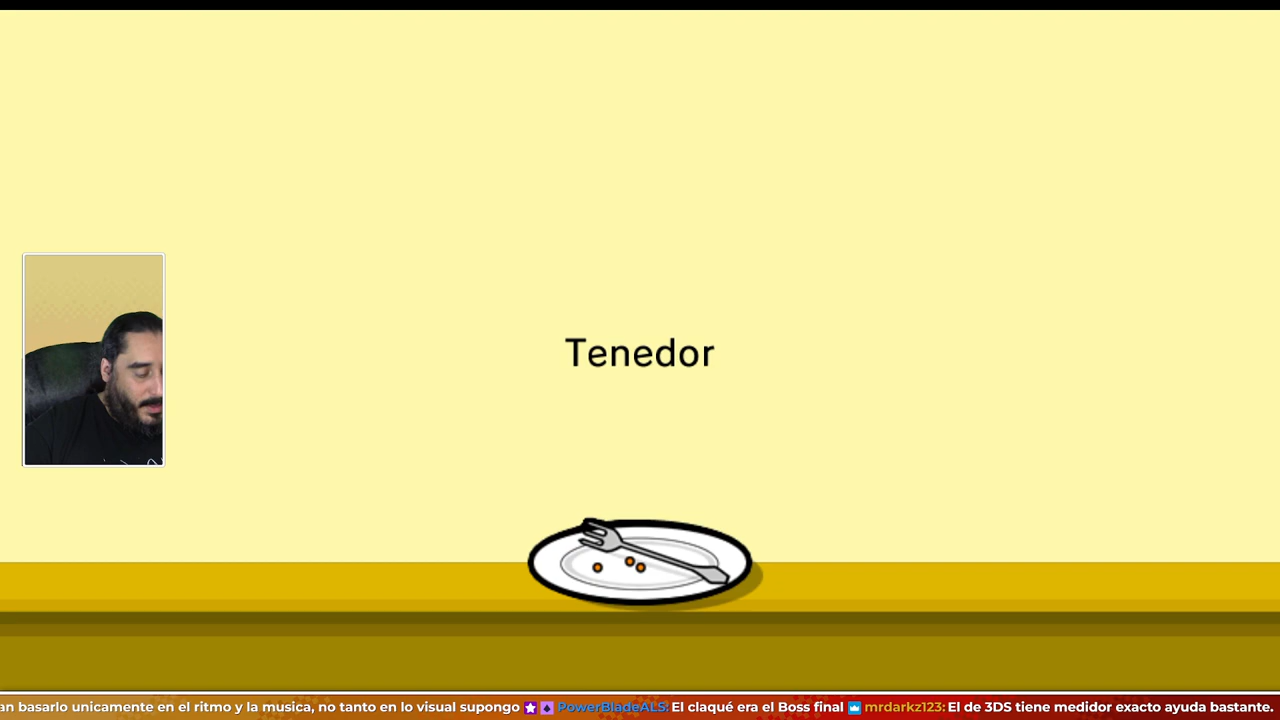 Tenedor
an basarlo unicamente en el ritmo y la musica, no tanto en lo visual supongo PowerBladeALS: El claqué era el Boss final mrdarkz123: El de 3DS tiene medidor exacto ayuda bastante.